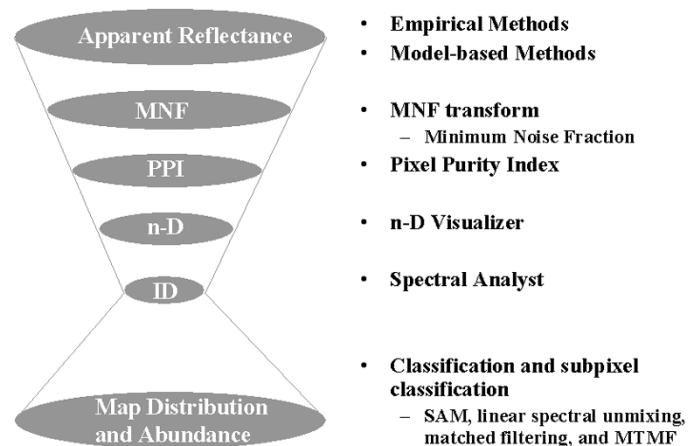 Apparent Reflectance
• Empirical Methods
• Model-based Methods
MNF
• MNF transform
– Minimum Noise Fraction
PPI
• Pixel Purity Index
n-D
• n-D Visualizer
ID
• Spectral Analyst
Map Distribution
and Abundance
• Classification and subpixel
classification
– SAM, linear spectral unmixing,
matched filtering, and MTMF